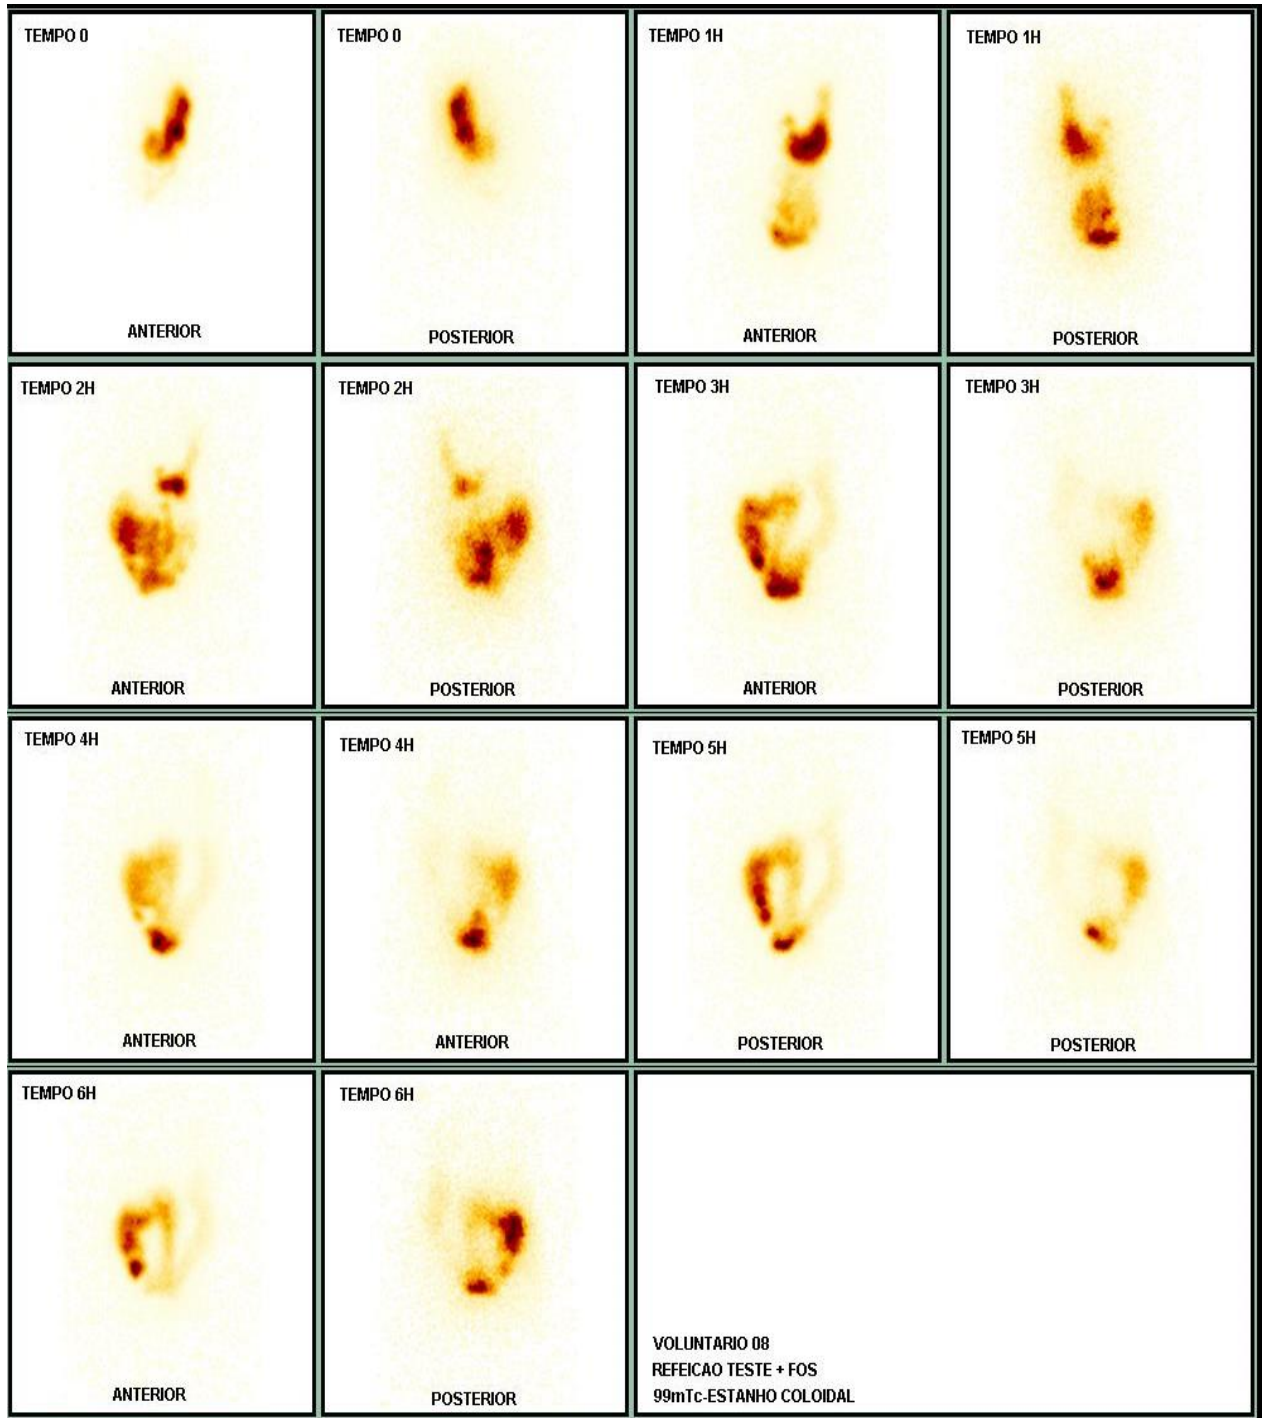 TEMPO 0
TEMPO 0
TEMPO 1H
TEMPO 1H
ANTERIOR
POSTERIOR
ANTERIOR
POSTERIOR
TEMPO 2H
TEMPO 2H
TEMPO 3H
TEMPO 3H
ANTERIOR
POSTERIOR
ANTERIOR
POSTERIOR
TEMPO 4H
TEMPO 4H
TEMPO 5H
TEMPO 5H
ANTERIOR
ANTERIOR
POSTERIOR
POSTERIOR
TEMPO 6H
TEMPO 6H
ANTERIOR
POSTERIOR
VOLUNTARIO 08
REFEICAO TESTE + FOS
99mTc-ESTANHO COLOIDAL